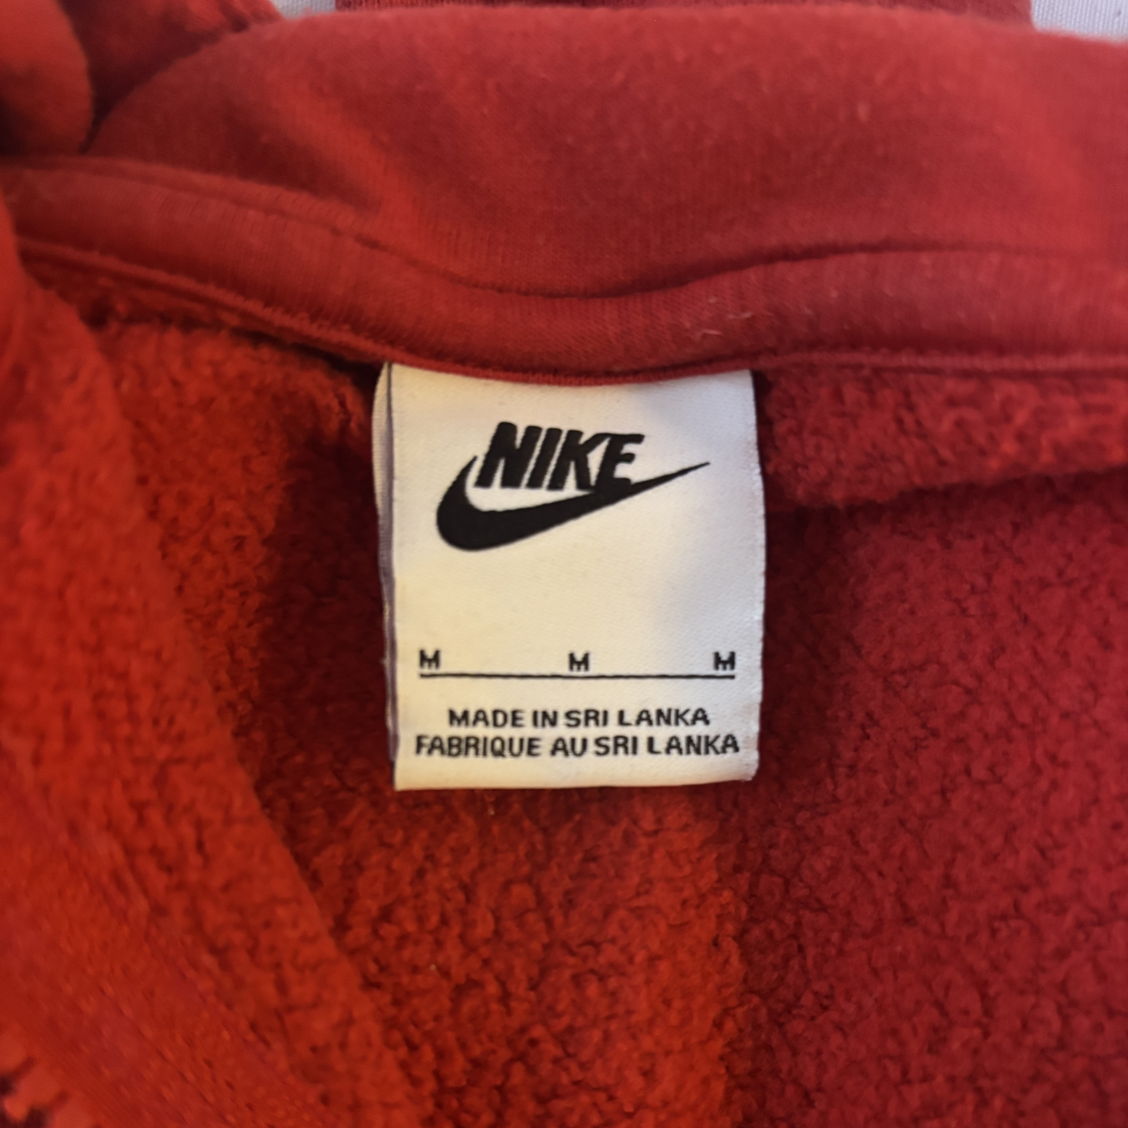 NIKE
M M M
MADE IN SRI LANKA
FABRIQUE AU SRI LANKA